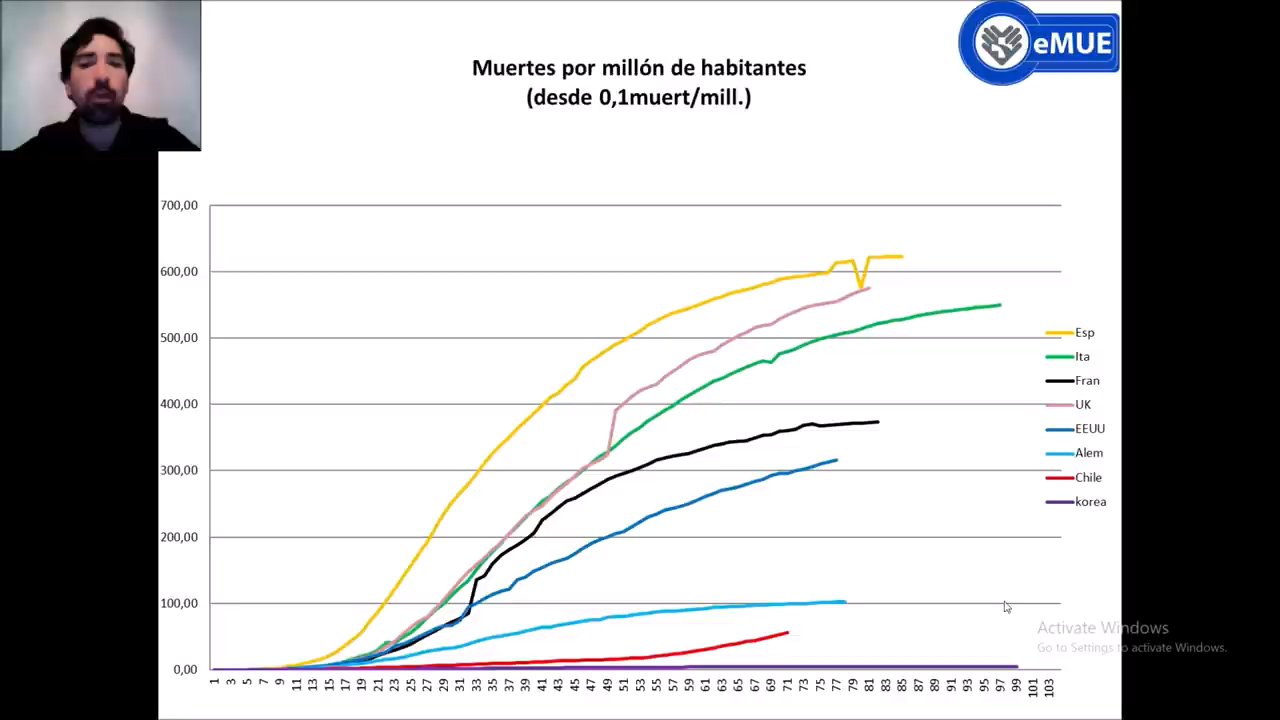 eMUE
Muertes por millón de habitantes
(desde 0,1muert/mill.)
700,00
600,00
500,00
400,00
300,00
200,00
100,00
0,00
1 3 5 7 9 11 13 15 17 19 21 23 25 27 29 31 33 35 37 39 41 43 45 47 49 51 53 55 57 59 61 63 65 67 69 71 73 75 77 79 81 83 85 87 89 91 93 95 97 99 101 103
Esp
Ita
Fran
UK
EEUU
Alem
Chile
korea
Activate Windows
Go to Settings to activate Windows.